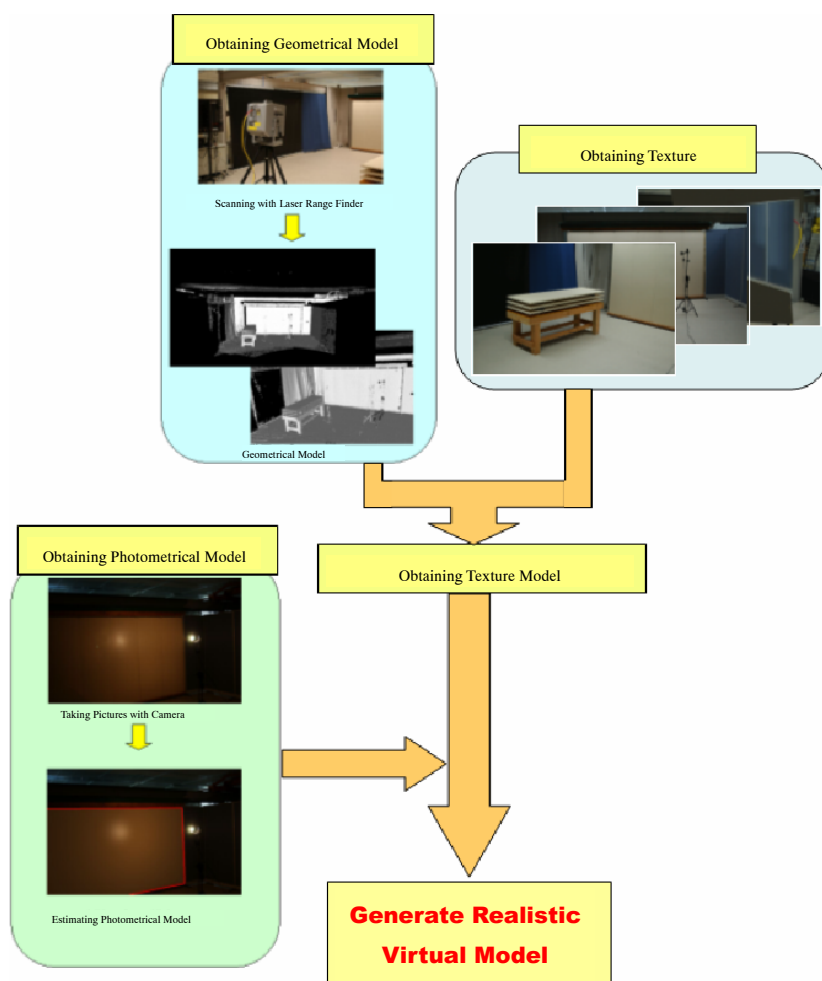 Obtaining Geometrical Model
Scanning with Laser Range Finder
Geometrical Model
Obtaining Texture
Obtaining Photometrical Model
Taking Pictures with Camera
Estimating Photometrical Model
Obtaining Texture Model
Generate Realistic
Virtual Model